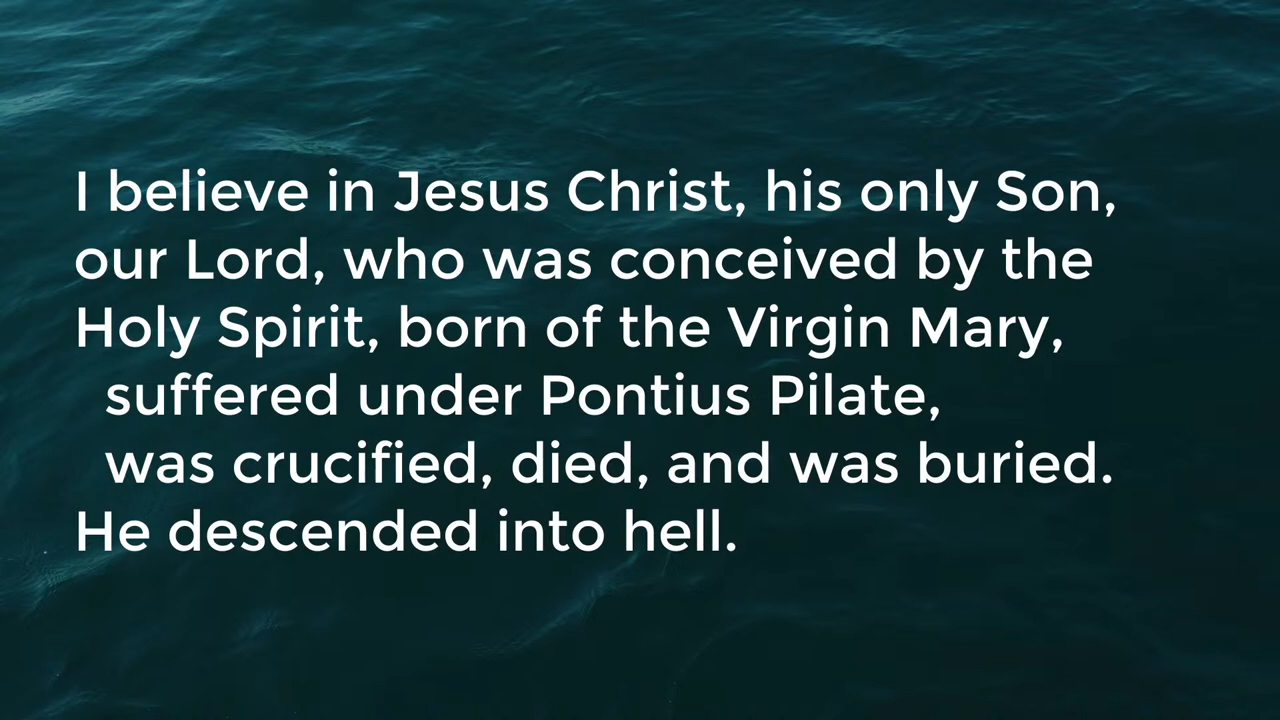 I believe in Jesus Christ, his only Son,
our Lord, who was conceived by the
Holy Spirit, born of the Virgin Mary,
suffered under Pontius Pilate,
was crucified, died, and was buried.
He descended into hell.